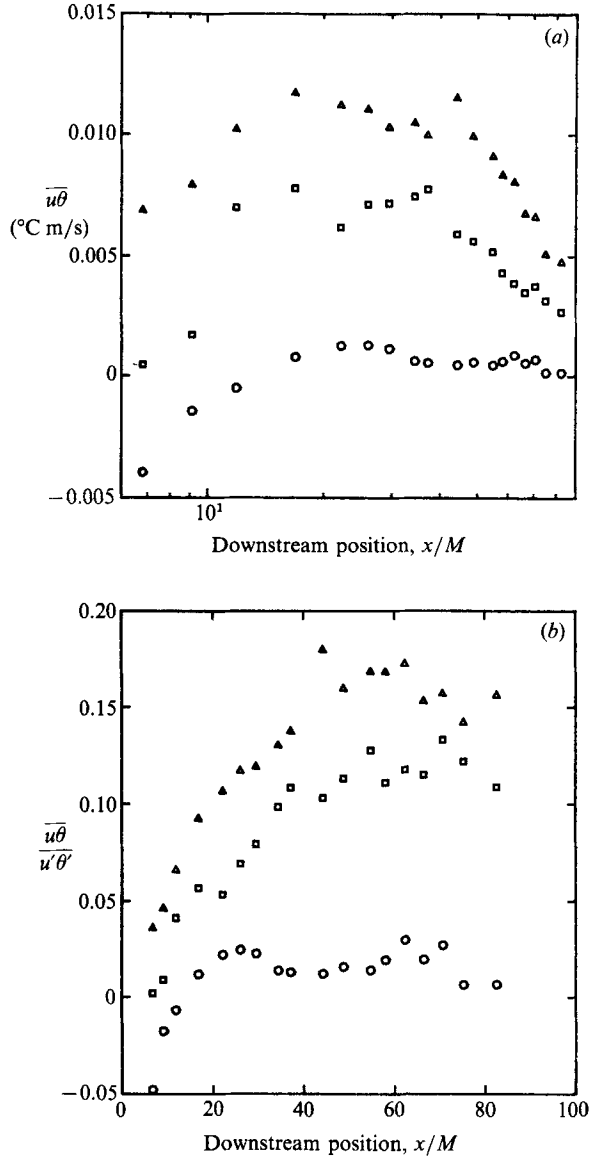 (a)
0.015
0.010
0.005
0
−0.005
uθ
(°C m/s)
10¹
Downstream position, x/M
(b)
0.20
0.15
0.10
0.05
0
−0.05
uθ
u′θ′
0
20
40
60
80
100
Downstream position, x/M